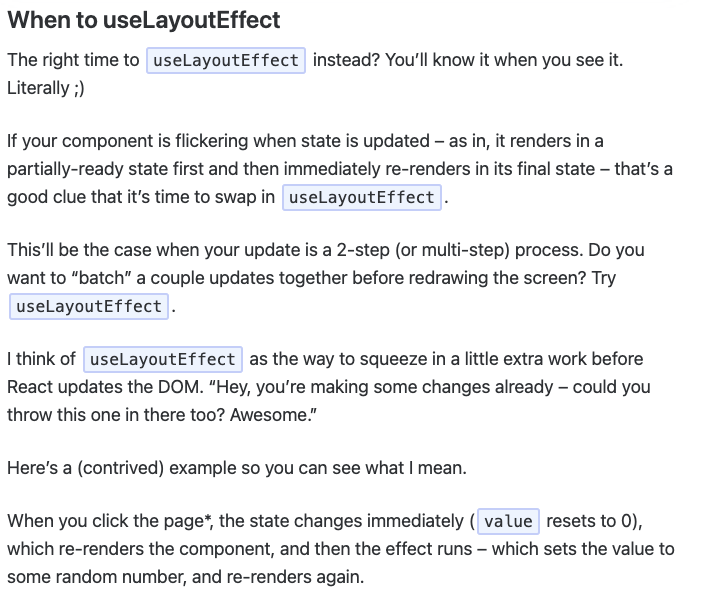 When to useLayoutEffect
The right time to useLayoutEffect instead? You’ll know it when you see it.
Literally ;)
If your component is flickering when state is updated – as in, it renders in a
partially-ready state first and then immediately re-renders in its final state – that’s a
good clue that it’s time to swap in useLayoutEffect.
This’ll be the case when your update is a 2-step (or multi-step) process. Do you
want to “batch” a couple updates together before redrawing the screen? Try
useLayoutEffect.
I think of useLayoutEffect as the way to squeeze in a little extra work before
React updates the DOM. “Hey, you’re making some changes already – could you
throw this one in there too? Awesome.”
Here’s a (contrived) example so you can see what I mean.
When you click the page*, the state changes immediately (value resets to 0),
which re-renders the component, and then the effect runs – which sets the value to
some random number, and re-renders again.